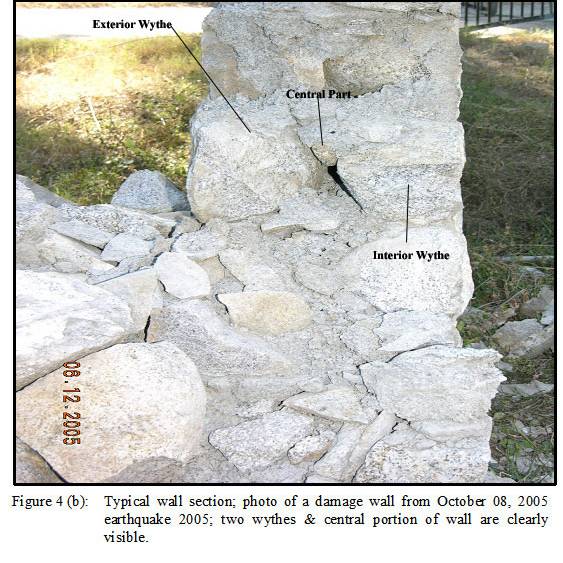 Exterior Wythe
Central Part
Interior Wythe
08.12.2005
Figure 4 (b): Typical wall section; photo of a damage wall from October 08, 2005
earthquake 2005; two wythes & central portion of wall are clearly
visible.